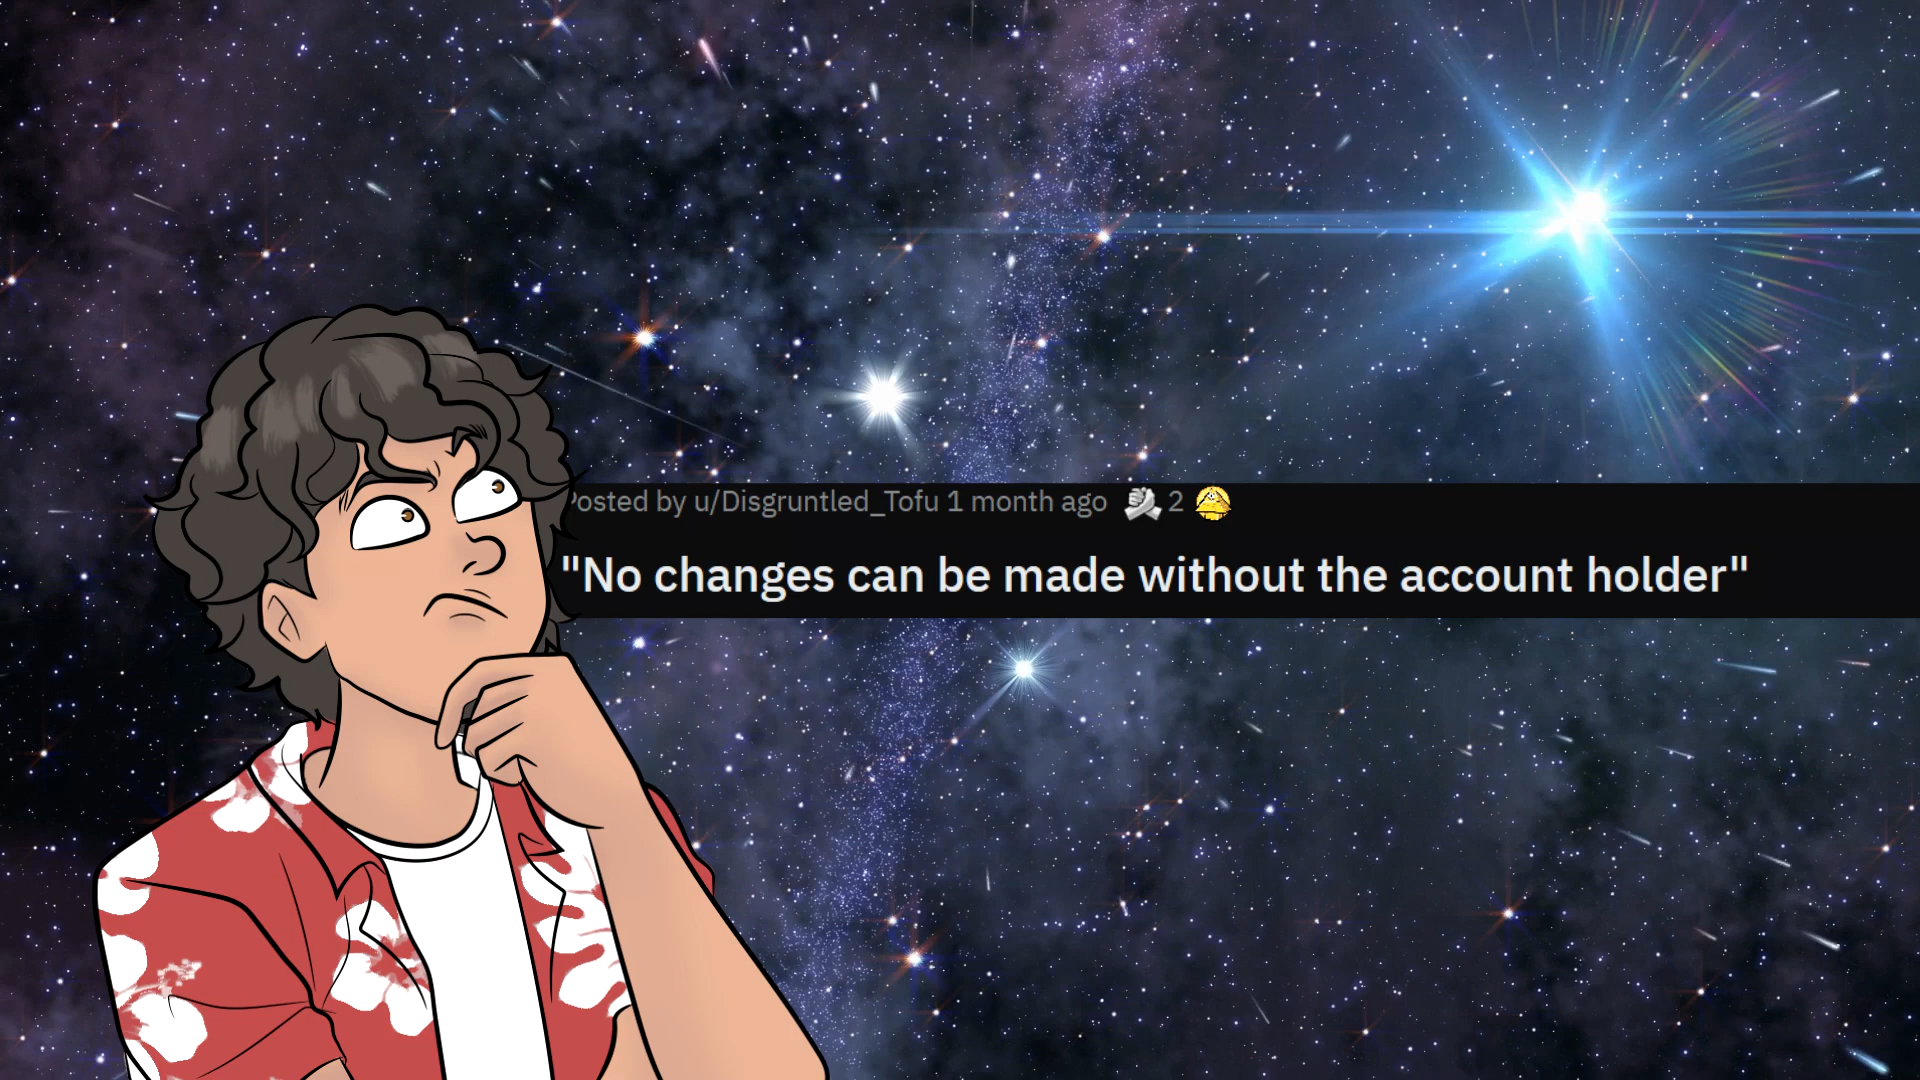 osted by u/Disgruntled_Tofu 1 month ago 2
"No changes can be made without the account holder"